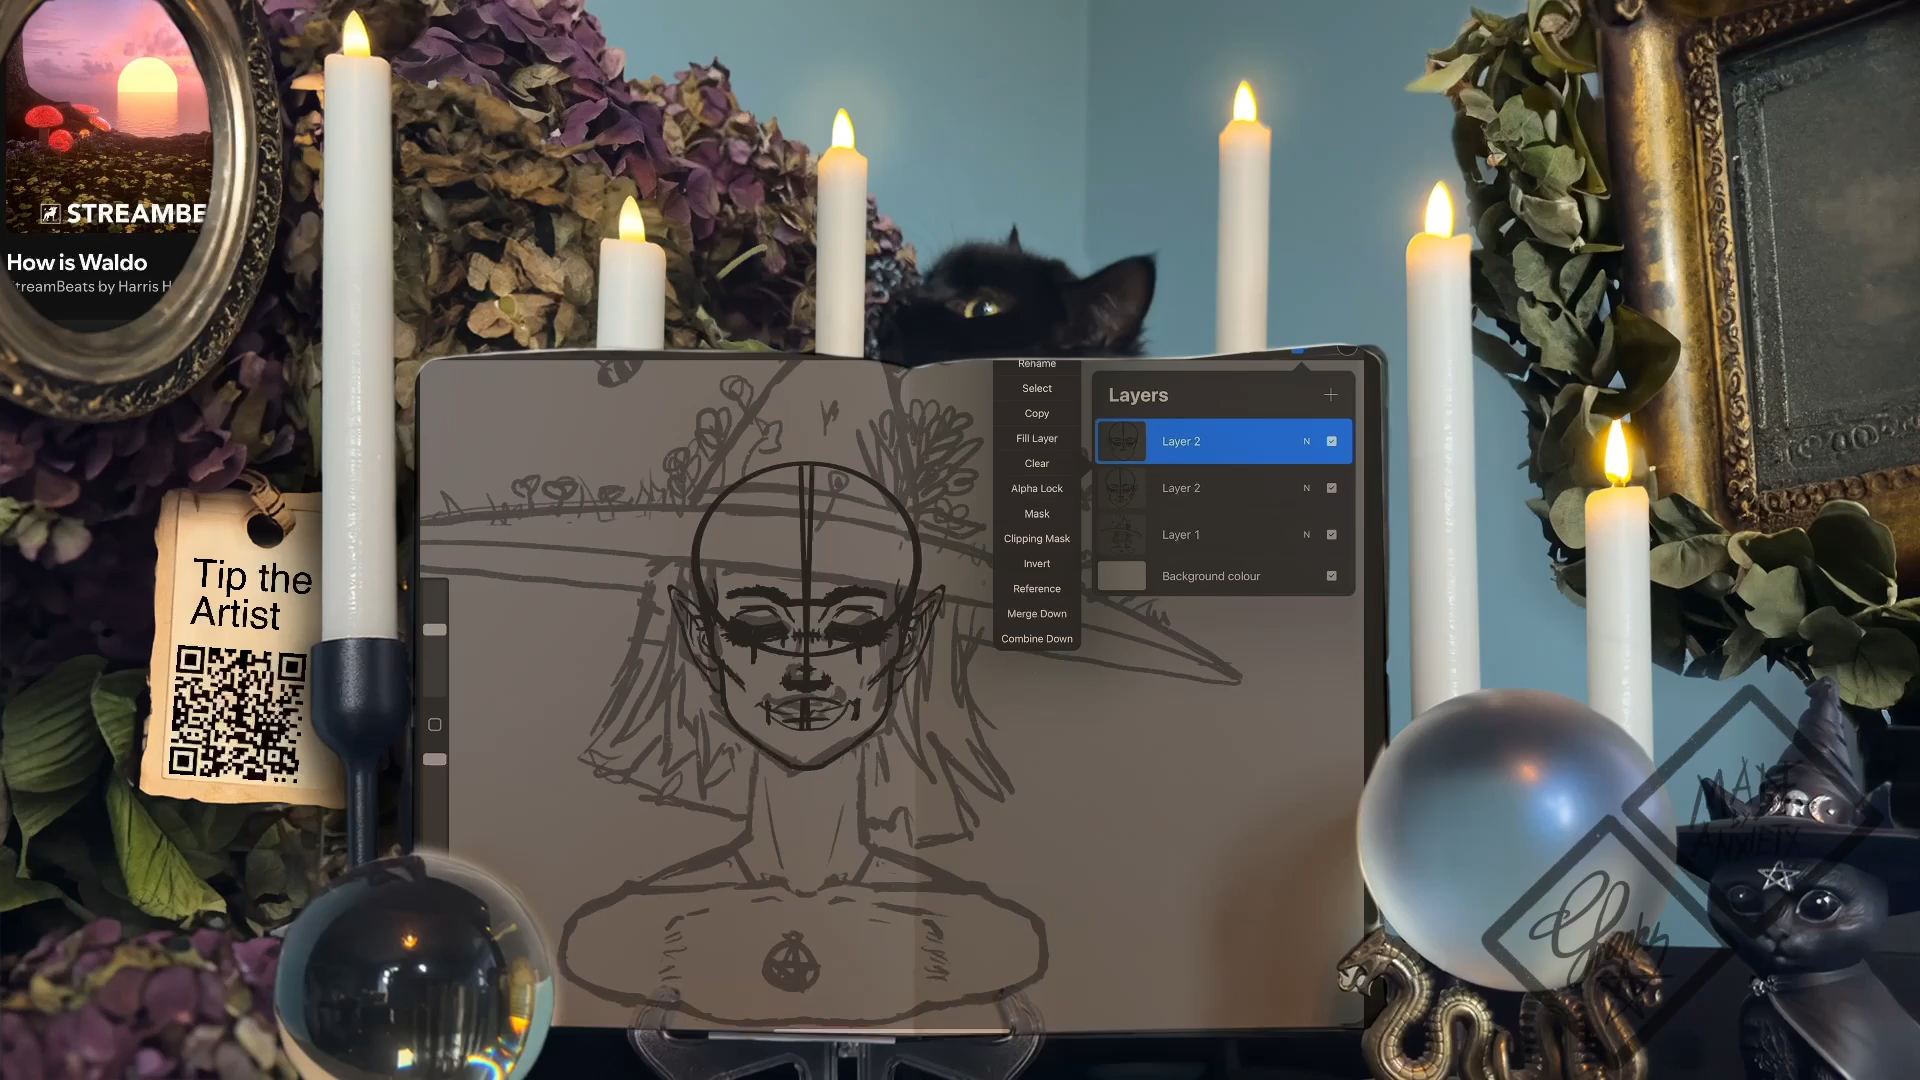 STREAMBE
How is Waldo
treamBeats by Harris H
Tip the
Artist
Rename
Select
Copy
Fill Layer
Clear
Alpha Lock
Mask
Clipping Mask
Invert
Reference
Merge Down
Combine Down
Layers
Layer 2 N
Layer 2 N
Layer 1 N
Background colour
ANXIETY